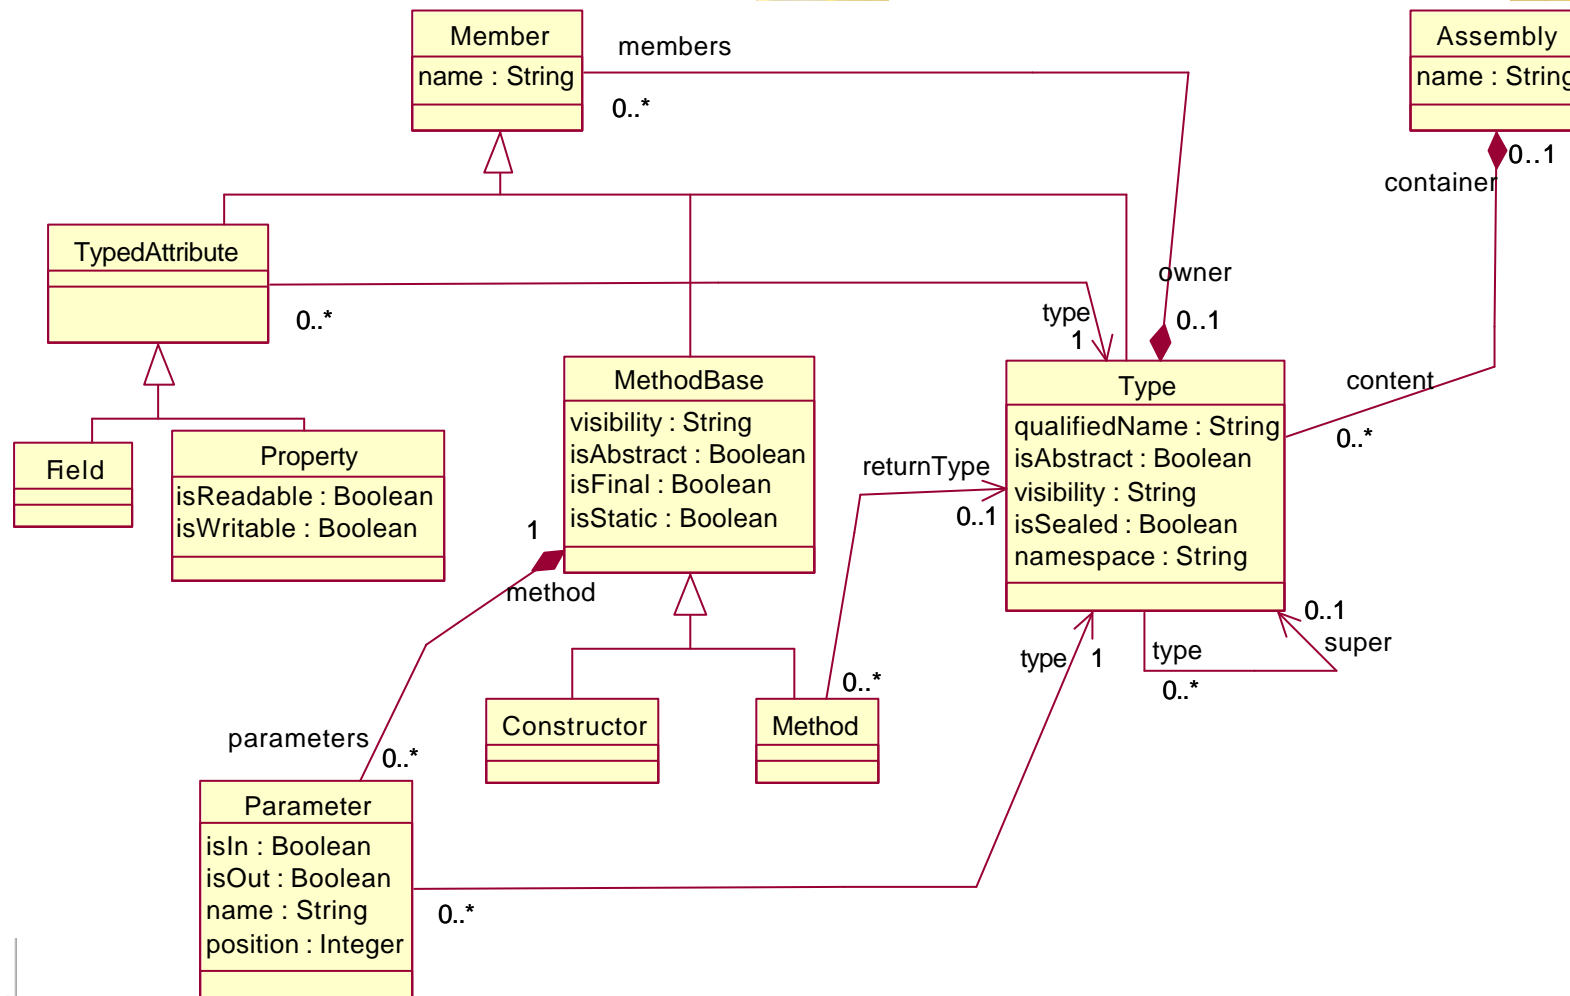 Member
name : String
members
0..*
Assembly
name : String
0..1
container
TypedAttribute
0..*
owner
0..1
type
1
content
0..*
Field
Property
isReadable : Boolean
isWritable : Boolean
MethodBase
visibility : String
isAbstract : Boolean
isFinal : Boolean
isStatic : Boolean
1
method
returnType
0..1
Type
qualifiedName : String
isAbstract : Boolean
visibility : String
isSealed : Boolean
namespace : String
0..1
super
type
0..*
type 1
Constructor
Method
0..*
parameters
0..*
Parameter
isIn : Boolean
isOut : Boolean
name : String
position : Integer
0..*